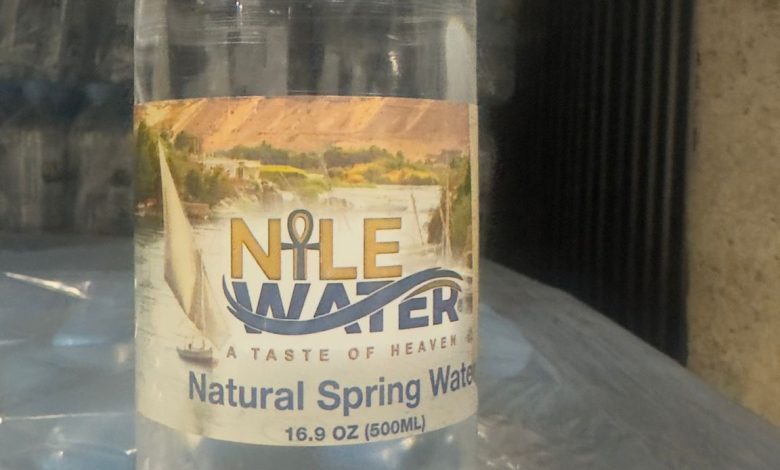 NILE
WATER
A TASTE OF HEAVEN
Natural Spring Wate
16.9 OZ (500ML)